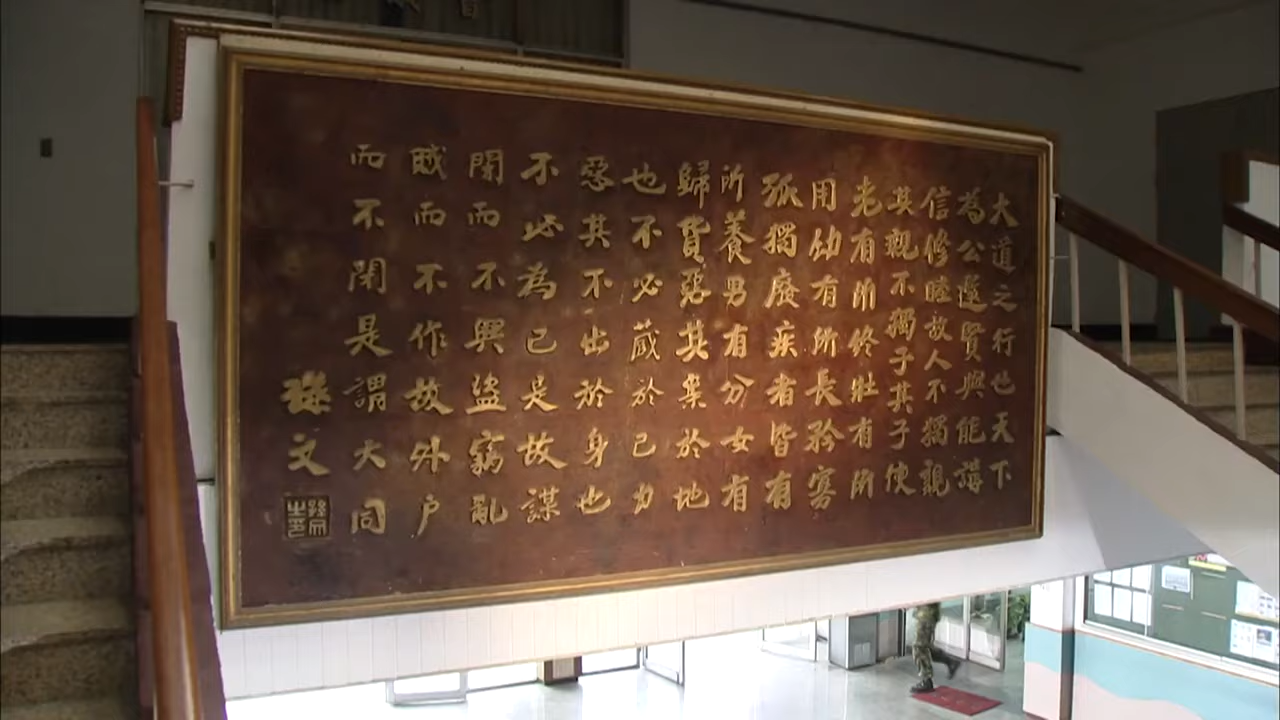 大道之行也天下
為公選賢與能講
信修睦故人不獨親
其親不獨子其子使
老有所終壯有所
用幼有所長矜寡
孤獨廢疾者皆有
所養男有分女有
歸貨惡其棄於地
也不必藏於己力
惡其不出於身也
不必為己是故謀
閉而不興盜竊亂
賊而不作故外戶
而不閉是謂大同
孫文
孫文之印